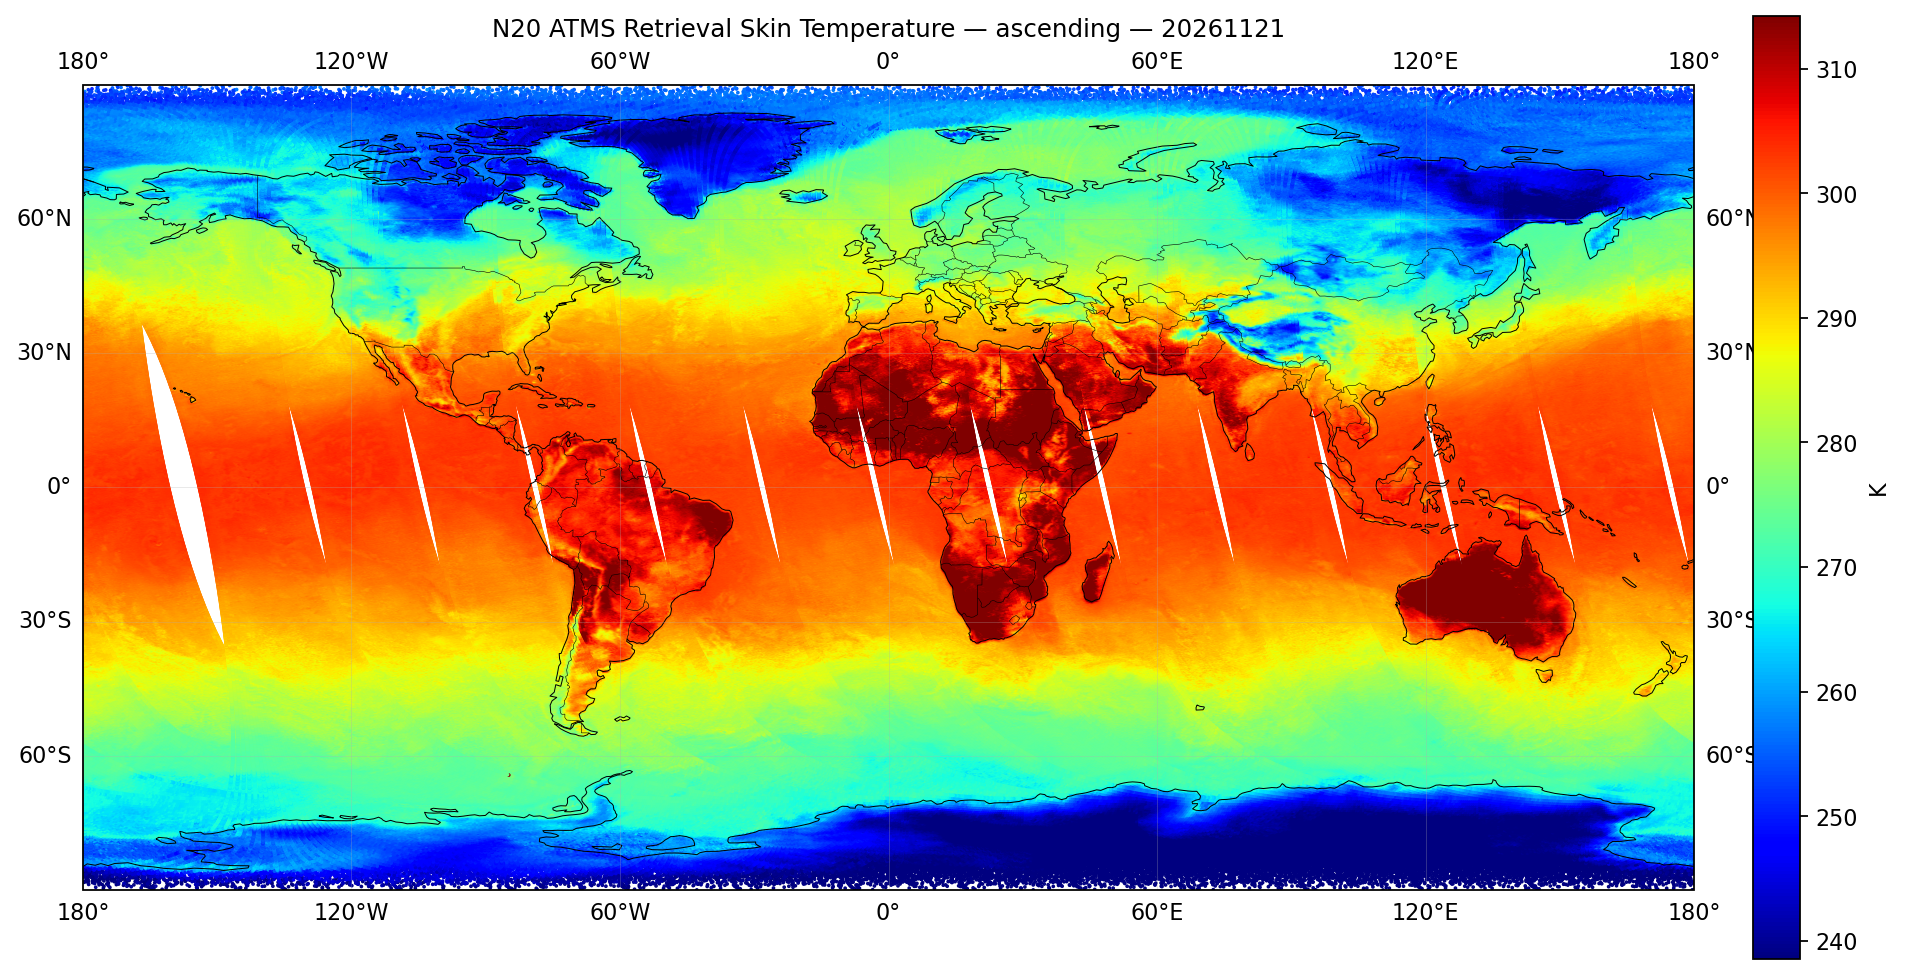 N20 ATMS Retrieval Skin Temperature — ascending — 20261121
180° 120°W 60°W 0° 60°E 120°E 180°
310
300
290
280
270
260
250
240
K
60°N 60°N
30°N 30°N
0° 0°
30°S 30°S
60°S 60°S
180° 120°W 60°W 0° 60°E 120°E 180°